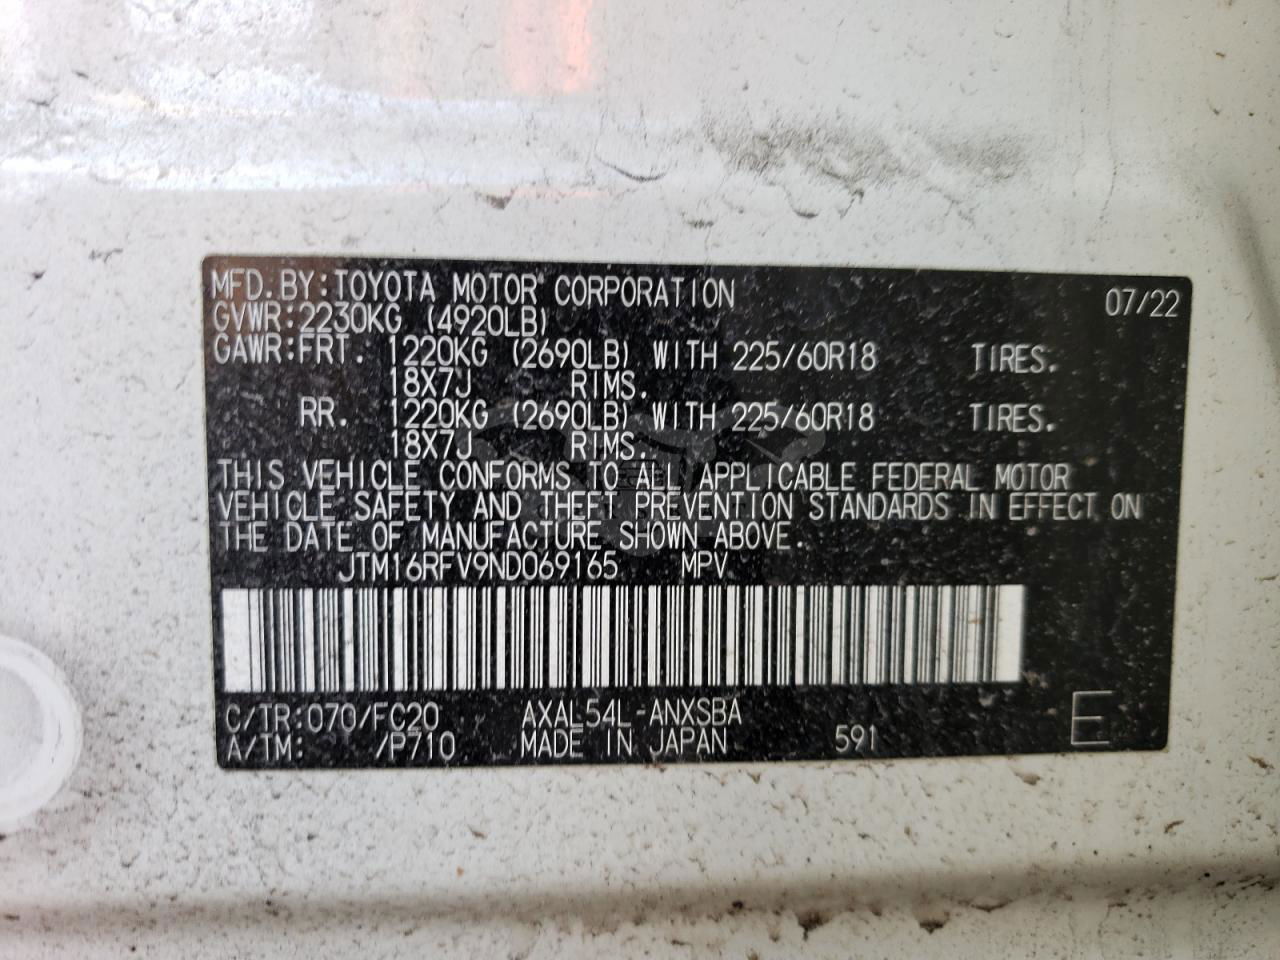 MFD.BY:TOYOTA MOTOR CORPORATION 07/22
GVWR:2230KG (4920LB)
GAWR:FRT. 1220KG (2690LB) WITH 225/60R18 TIRES.
18X7J RIMS.
RR. 1220KG (2690LB) WITH 225/60R18 TIRES.
18X7J RIMS.
THIS VEHICLE CONFORMS TO ALL APPLICABLE FEDERAL MOTOR
VEHICLE SAFETY AND THEFT PREVENTION STANDARDS IN EFFECT ON
THE DATE OF MANUFACTURE SHOWN ABOVE.
JTM16RFV9ND069165 MPV
C/TR:070/FC20 AXAL54L-ANXSBA
A/TM: /P710 MADE IN JAPAN 591 E